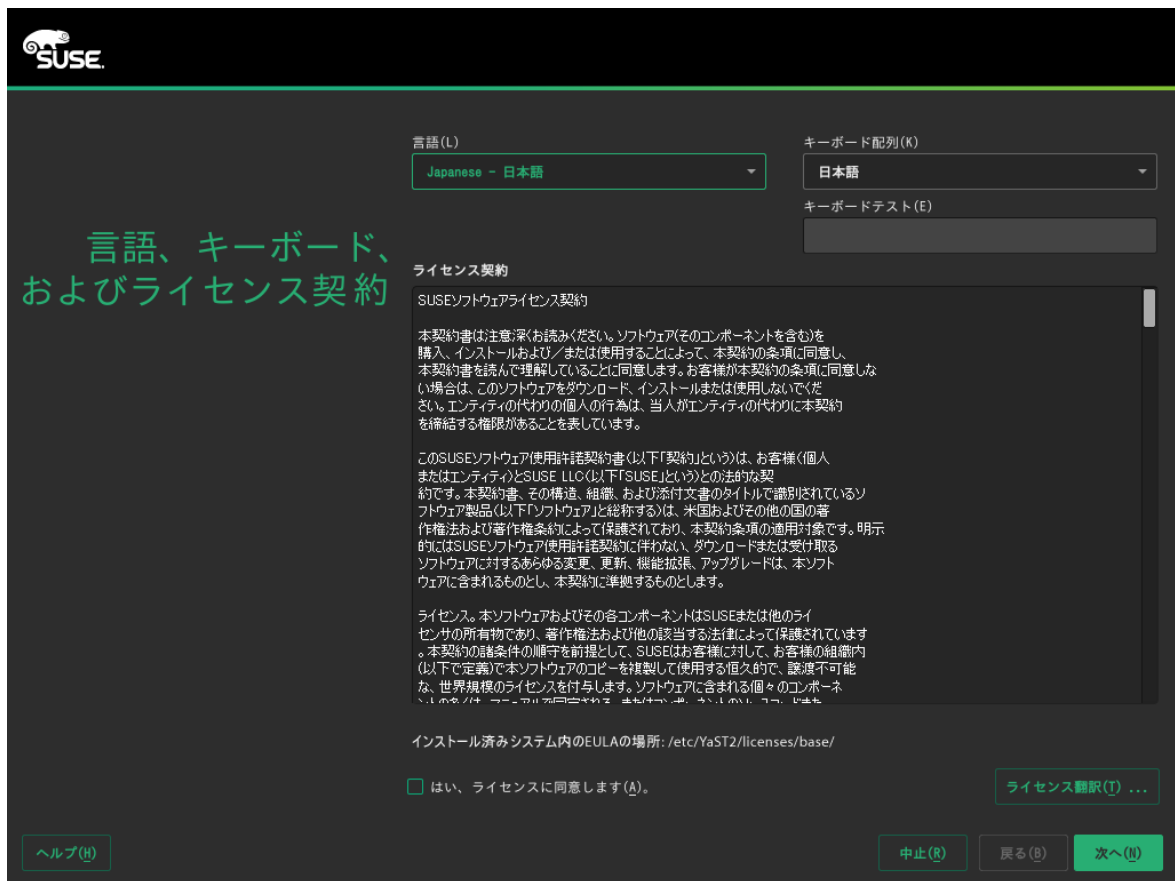 SUSE.
言語(L)
Japanese - 日本語
キーボード配列(K)
日本語
キーボードテスト(E)
言語、キーボード、
およびライセンス契約
ライセンス契約
SUSEソフトウェアライセンス契約
本契約書は注意深くお読みください。ソフトウェア(そのコンポーネントを含む)を
購入、インストールおよび／または使用することによって、本契約の条項に同意し、
本契約書を読んで理解していることに同意します。お客様が本契約の条項に同意しな
い場合は、このソフトウェアをダウンロード、インストールまたは使用しないでくだ
さい。エンティティの代わりの個人の行為は、当人がエンティティの代わりに本契約
を締結する権限があることを表しています。
このSUSEソフトウェア使用許諾契約書(以下「契約」という)は、お客様(個人
またはエンティティ)とSUSE LLC(以下「SUSE」という)との法的な契
約です。本契約書、その構造、組織、および添付文書のタイトルで識別されているソ
フトウェア製品(以下「ソフトウェア」と総称する)は、米国およびその他の国の著
作権法および著作権条約によって保護されており、本契約条項の適用対象です。明示
的にはSUSEソフトウェア使用許諾契約に伴わない、ダウンロードまたは受け取る
ソフトウェアに対するあらゆる変更、更新、機能拡張、アップグレードは、本ソフト
ウェアに含まれるものとし、本契約に準拠するものとします。
ライセンス。本ソフトウェアおよびその各コンポーネントはSUSEまたは他のライ
センサの所有物であり、著作権法および他の該当する法律によって保護されています
。本契約の諸条件の順守を前提として、SUSEはお客様に対して、お客様の組織内
(以下で定義)で本ソフトウェアのコピーを複製して使用する恒久的で、譲渡不可能
な、世界規模のライセンスを付与します。ソフトウェアに含まれる個々のコンポーネ
インストール済みシステム内のEULAの場所: /etc/YaST2/licenses/base/
はい、ライセンスに同意します(A)。
ライセンス翻訳(T) ...
ヘルプ(H)
中止(R)
戻る(B)
次へ(N)